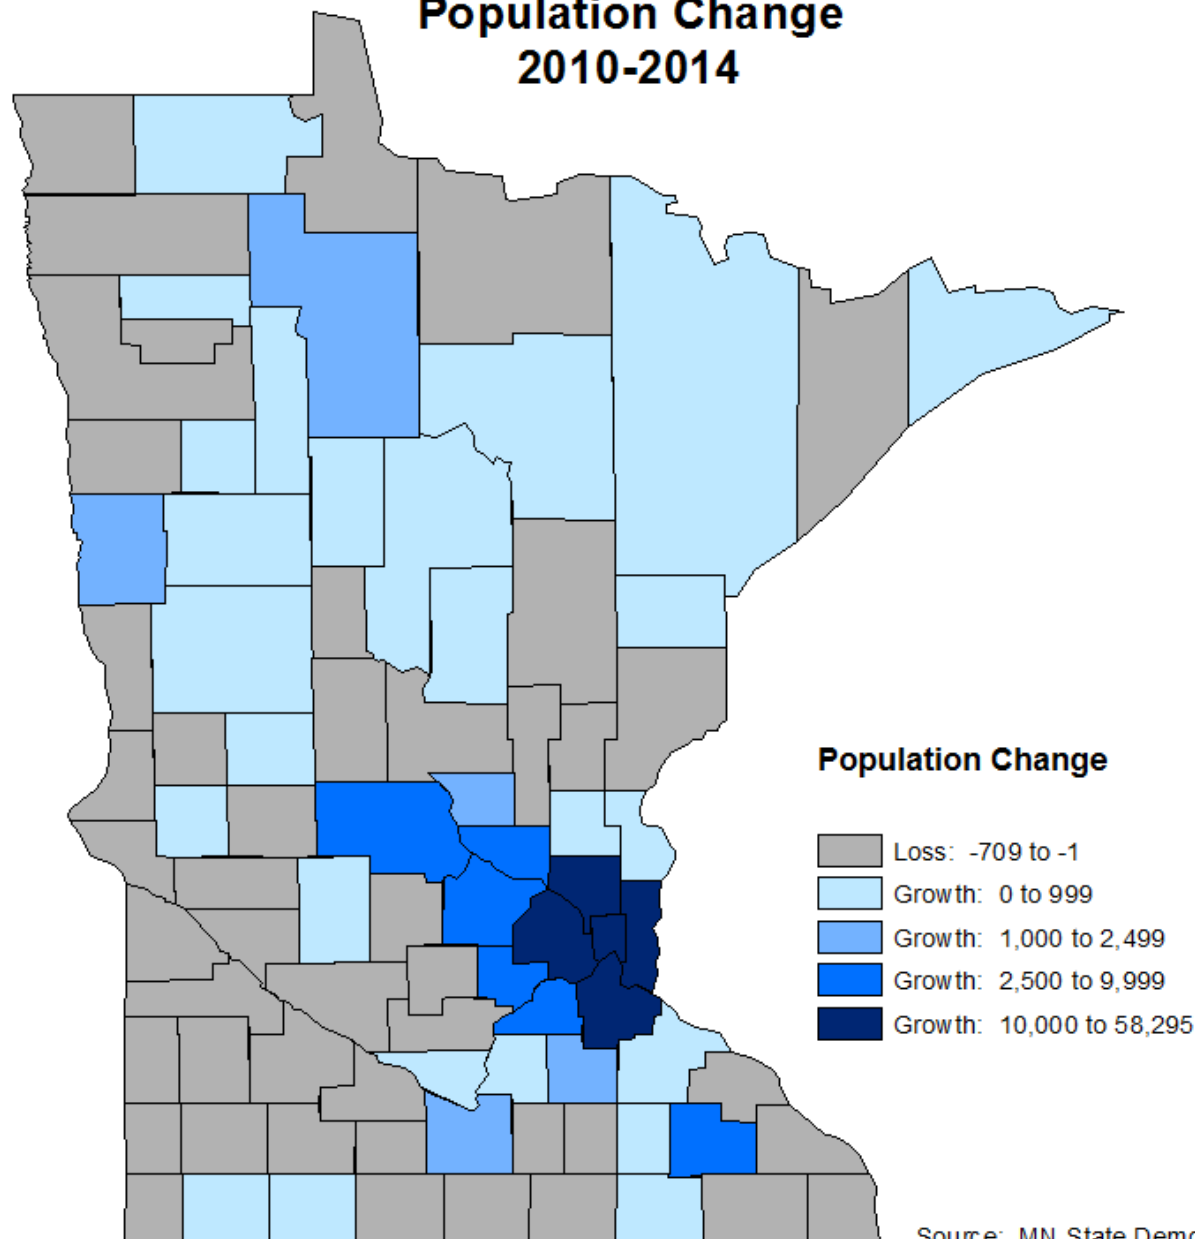 Population Change
2010-2014
Population Change
Loss: -709 to -1
Growth: 0 to 999
Growth: 1,000 to 2,499
Growth: 2,500 to 9,999
Growth: 10,000 to 58,295
Source: MN State Demo